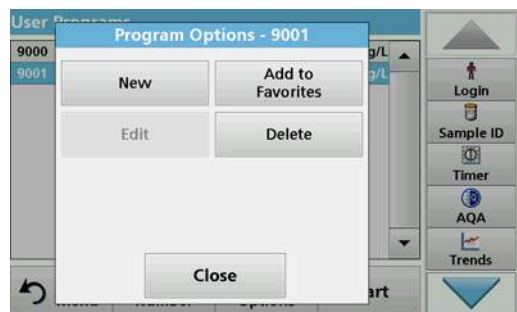 User Programs
Program Options - 9001
9000
g/L
9001
g/L
New
Add to
Favorites
Edit
Delete
Close
Start
Login
Sample ID
Timer
AQA
Trends